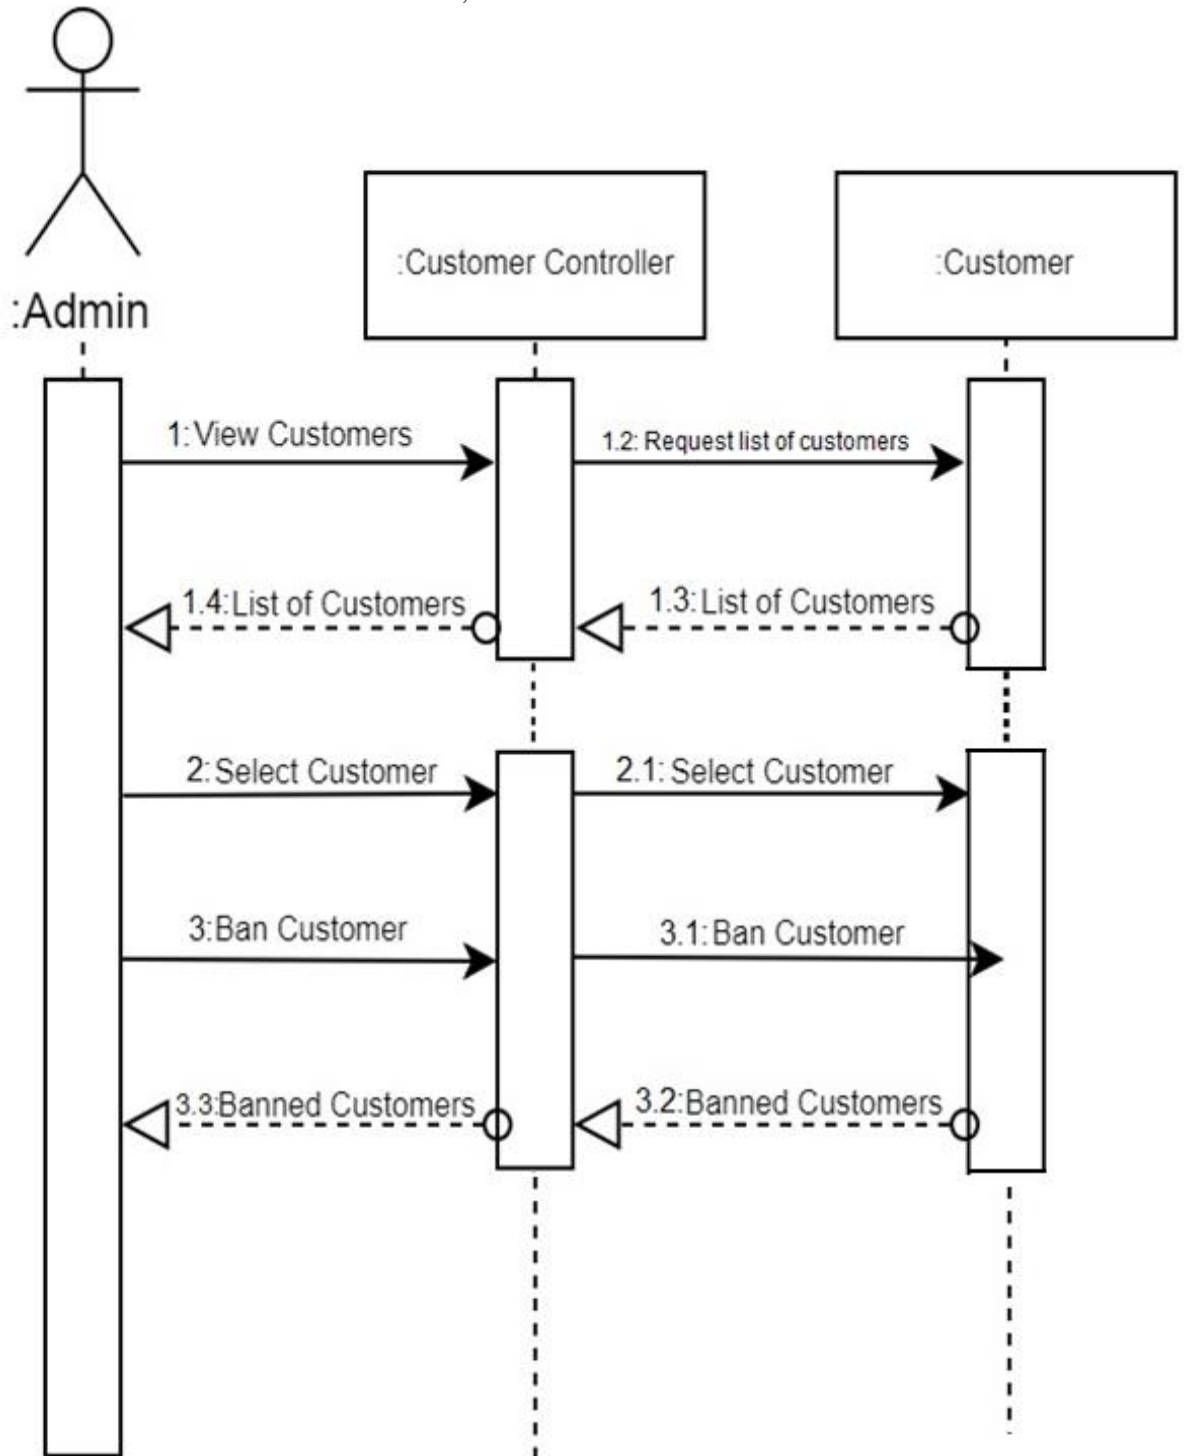 :Admin
:Customer Controller
:Customer
1:View Customers
1.2: Request list of customers
1.4:List of Customers
1.3:List of Customers
2:Select Customer
2.1: Select Customer
3:Ban Customer
3.1:Ban Customer
3.3:Banned Customers
3.2:Banned Customers